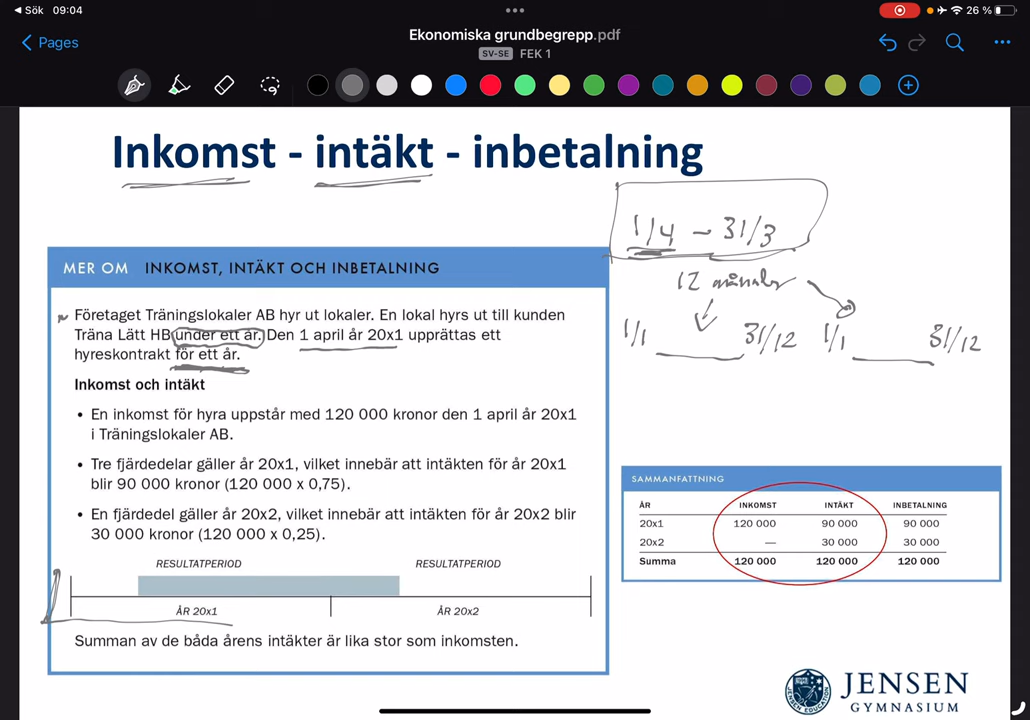 Sök 09:04
26 %
Pages
Ekonomiska grundbegrepp.pdf
SV-SE FEK 1
Inkomst - intäkt - inbetalning
1/4 - 31/3
12 månader
1/1 31/12 1/1 31/12
MER OM INKOMST, INTÄKT OCH INBETALNING
Företaget Träningslokaler AB hyr ut lokaler. En lokal hyrs ut till kunden
Träna Lätt HB under ett år. Den 1 april år 20x1 upprättas ett
hyreskontrakt för ett år.
Inkomst och intäkt
• En inkomst för hyra uppstår med 120 000 kronor den 1 april år 20x1
i Träningslokaler AB.
• Tre fjärdedelar gäller år 20x1, vilket innebär att intäkten för år 20x1
blir 90 000 kronor (120 000 x 0,75).
• En fjärdedel gäller år 20x2, vilket innebär att intäkten för år 20x2 blir
30 000 kronor (120 000 x 0,25).
RESULTATPERIOD RESULTATPERIOD
ÅR 20x1 ÅR 20x2
Summan av de båda årens intäkter är lika stor som inkomsten.
SAMMANFATTNING
ÅR INKOMST INTÄKT INBETALNING
20x1 120 000 90 000 90 000
20x2 — 30 000 30 000
Summa 120 000 120 000 120 000
JENSEN
GYMNASIUM
JENSEN EDUCATION